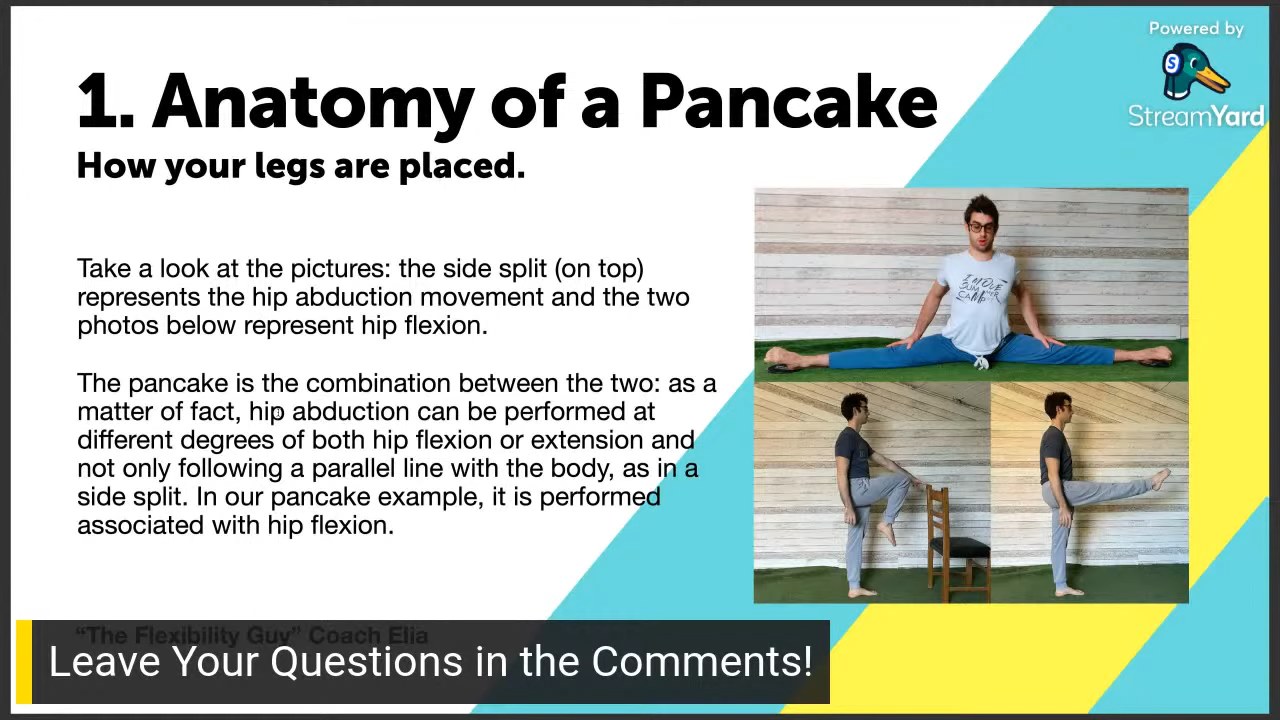 Powered by
StreamYard
1. Anatomy of a Pancake
How your legs are placed.
Take a look at the pictures: the side split (on top)
represents the hip abduction movement and the two
photos below represent hip flexion.
The pancake is the combination between the two: as a
matter of fact, hip abduction can be performed at
different degrees of both hip flexion or extension and
not only following a parallel line with the body, as in a
side split. In our pancake example, it is performed
associated with hip flexion.
"The Flexibility Guy" Coach Elia
Leave Your Questions in the Comments!